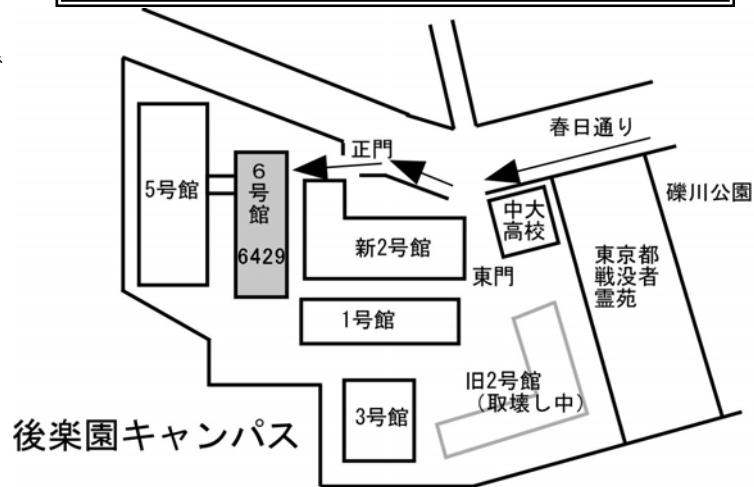 春日通り
正門
礫川公園
5号館
6
号
館
6429
中大
高校
新2号館
東門
東京都
戦没者
霊苑
1号館
旧2号館
(取壊し中)
3号館
後楽園キャンパス